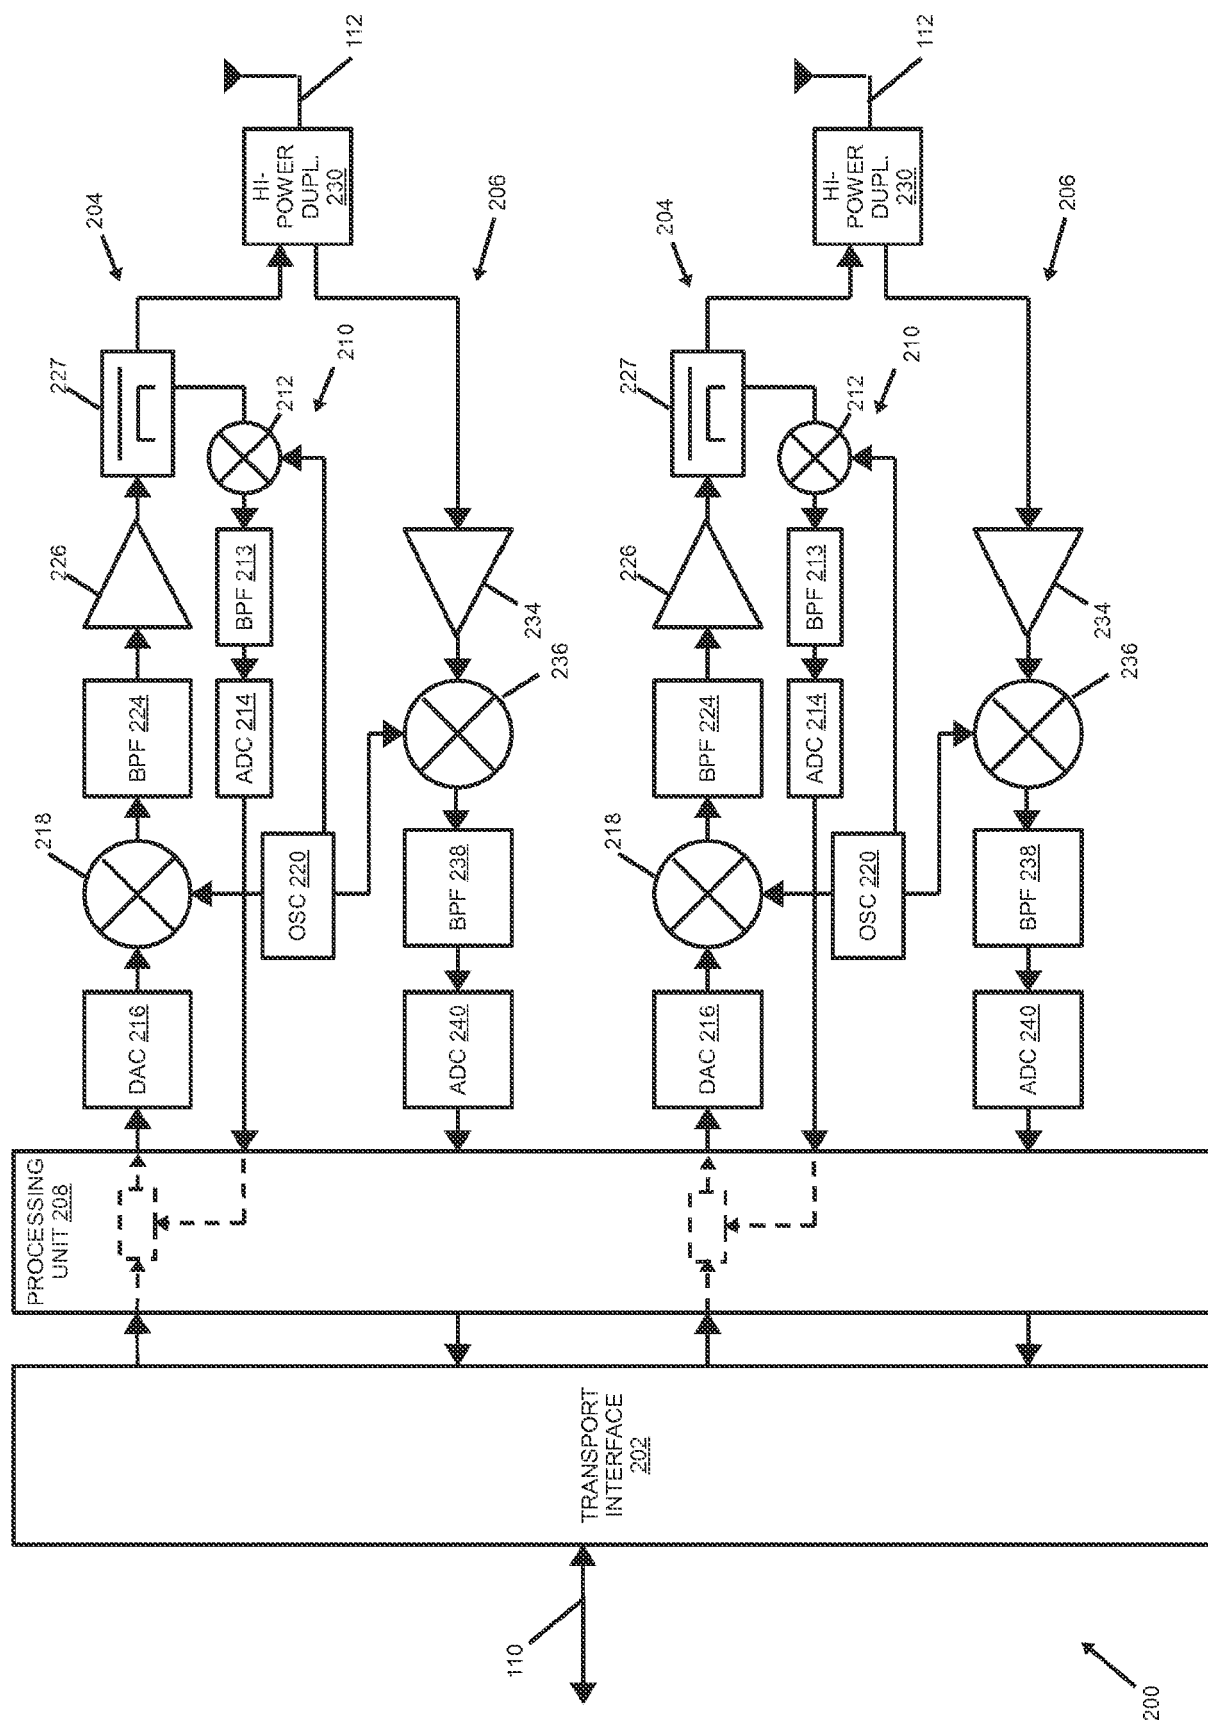 204
227
226
BPF 224
218
DAC 216
PROCESSING
UNIT 208
112
HI-
POWER
DUPL.
230
212
210
BPF 213
ADC 214
OSC 220
206
234
236
BPF 238
ADC 240
204
227
226
BPF 224
218
DAC 216
112
HI-
POWER
DUPL.
230
212
210
BPF 213
ADC 214
OSC 220
206
234
236
BPF 238
ADC 240
TRANSPORT
INTERFACE
202
110
200